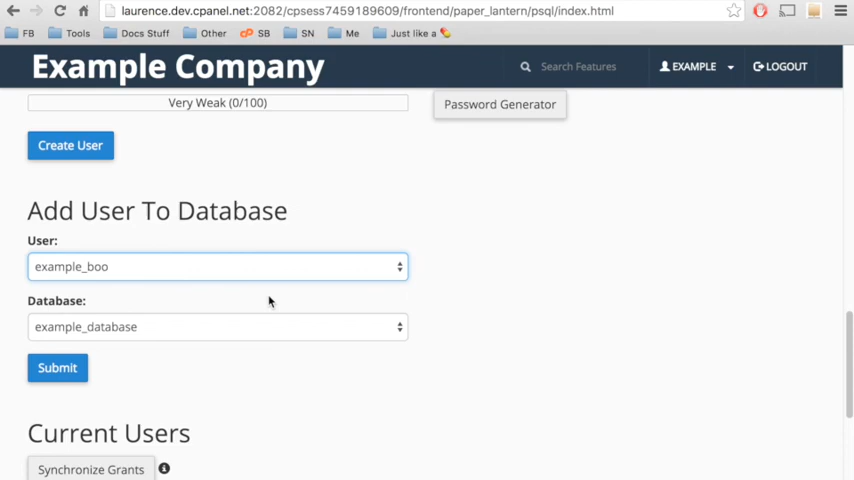 laurence.dev.cpanel.net:2082/cpsess7459189609/frontend/paper_lantern/psql/index.html
FB Tools Docs Stuff Other SB SN Me Just like a
Example Company Search Features EXAMPLE LOGOUT
Very Weak (0/100) Password Generator
Create User
Add User To Database
User:
example_boo
Database:
example_database
Submit
Current Users
Synchronize Grants